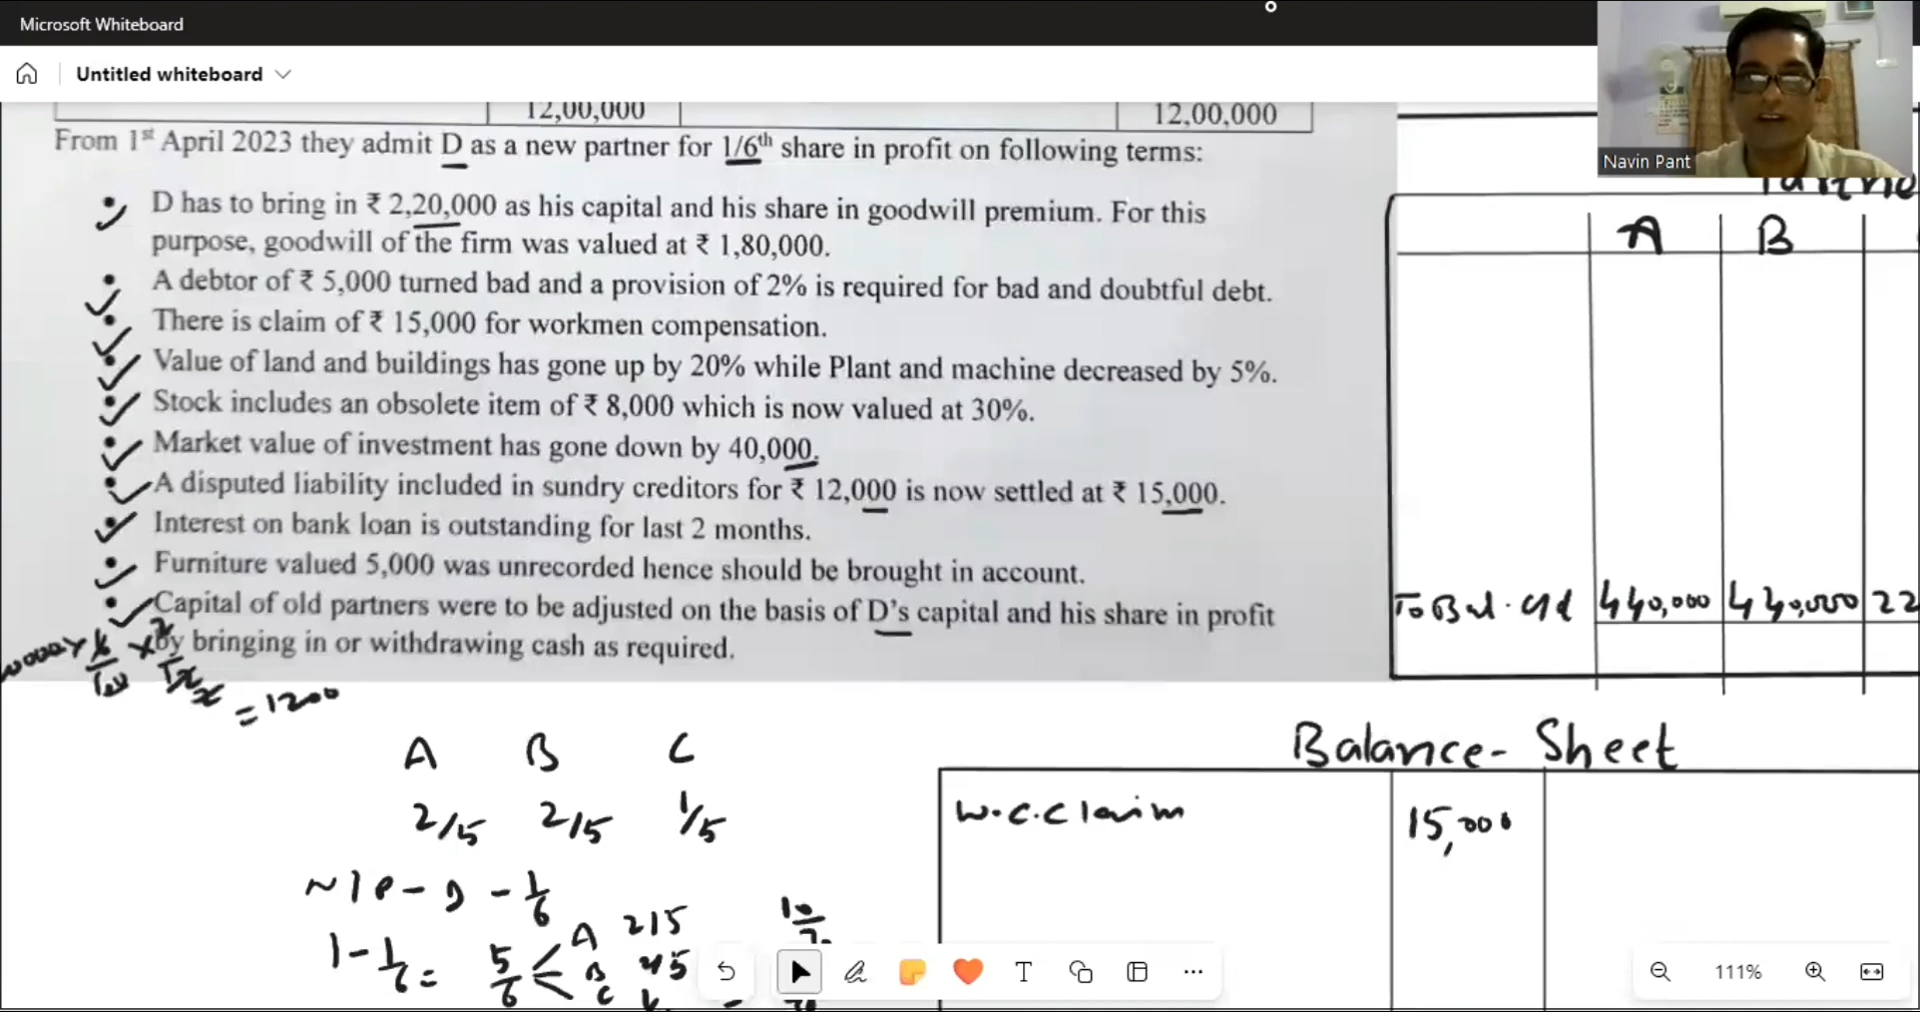 Microsoft Whiteboard
Untitled whiteboard
Navin Pant
12,00,000 12,00,000
From 1st April 2023 they admit D as a new partner for 1/6th share in profit on following terms:
• D has to bring in ₹ 2,20,000 as his capital and his share in goodwill premium. For this
purpose, goodwill of the firm was valued at ₹ 1,80,000.
• A debtor of ₹ 5,000 turned bad and a provision of 2% is required for bad and doubtful debt.
• There is claim of ₹ 15,000 for workmen compensation.
• Value of land and buildings has gone up by 20% while Plant and machine decreased by 5%.
• Stock includes an obsolete item of ₹ 8,000 which is now valued at 30%.
• Market value of investment has gone down by 40,000.
• A disputed liability included in sundry creditors for ₹ 12,000 is now settled at ₹ 15,000.
• Interest on bank loan is outstanding for last 2 months.
• Furniture valued 5,000 was unrecorded hence should be brought in account.
• Capital of old partners were to be adjusted on the basis of D's capital and his share in profit
by bringing in or withdrawing cash as required.
= 1200
A B
To Bal. c/d 440,000 440,000 22
A B C
2/5 2/5 1/5
1 - 1/6 = 5/6
A 2/5
B
C
Balance - Sheet
W.C. Claim 15,000
T
111%